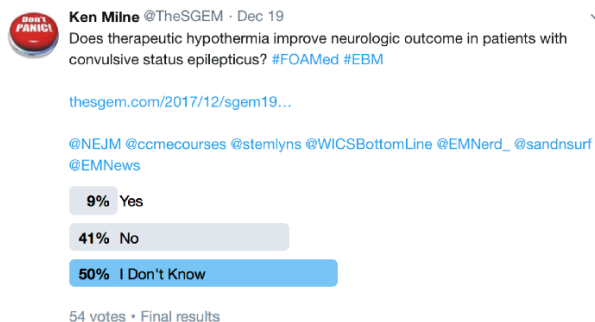 Don't
PANIC!
Ken Milne @TheSGEM · Dec 19
Does therapeutic hypothermia improve neurologic outcome in patients with
convulsive status epilepticus? #FOAMed #EBM
thesgem.com/2017/12/sgem19…
@NEJM @ccmecourses @stemlyns @WICSBottomLine @EMNerd_ @sandnsurf
@EMNews
9% Yes
41% No
50% I Don't Know
54 votes • Final results